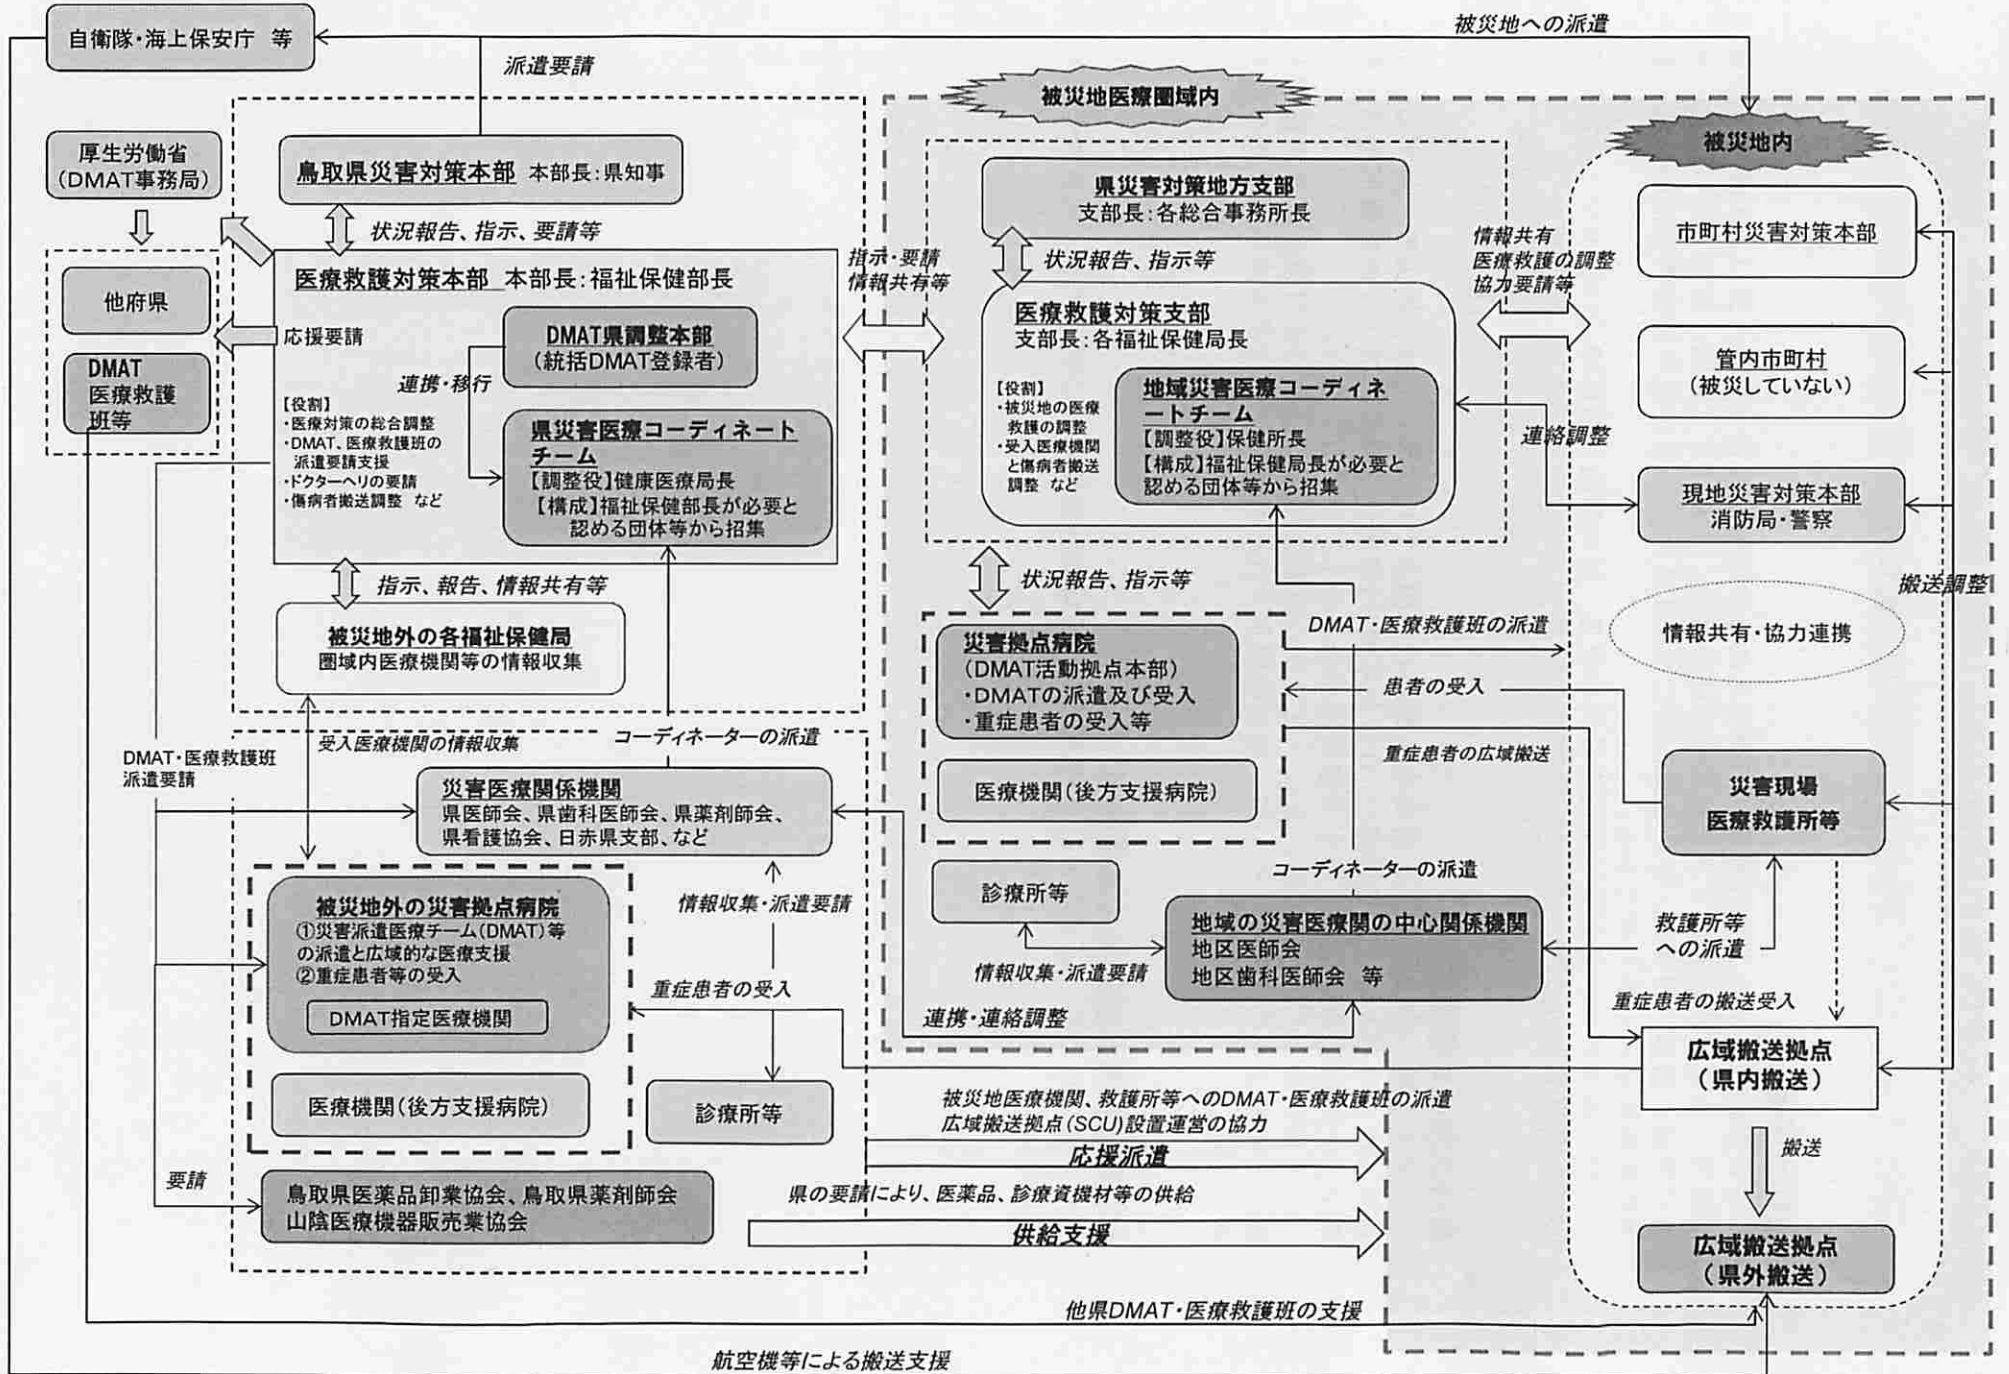 自衛隊・海上保安庁 等
被災地への派遣
派遣要請
被災地医療圏域内
被災地内
厚生労働省
(DMAT事務局)
鳥取県災害対策本部 本部長:県知事
状況報告、指示、要請等
医療救護対策本部 本部長:福祉保健部長
他府県
応援要請
DMAT
医療救護
班等
DMAT県調整本部
(統括DMAT登録者)
連携・移行
【役割】
・医療対策の総合調整
・DMAT、医療救護班の
派遣要請支援
・ドクターヘリの要請
・傷病者搬送調整 など
県災害医療コーディネート
チーム
【調整役】健康医療局長
【構成】福祉保健部長が必要と
認める団体等から招集
指示、報告、情報共有等
被災地外の各福祉保健局
圏域内医療機関等の情報収集
指示・要請
情報共有等
県災害対策地方支部
支部長:各総合事務所長
状況報告、指示等
医療救護対策支部
支部長:各福祉保健局長
【役割】
・被災地の医療
救護の調整
・受入医療機関
と傷病者搬送
調整 など
地域災害医療コーディネ
ートチーム
【調整役】保健所長
【構成】福祉保健局長が必要と
認める団体等から招集
情報共有
医療救護の調整
協力要請等
連絡調整
市町村災害対策本部
管内市町村
(被災していない)
現地災害対策本部
消防局・警察
搬送調整
情報共有・協力連携
状況報告、指示等
災害拠点病院
(DMAT活動拠点本部)
・DMATの派遣及び受入
・重症患者の受入等
医療機関(後方支援病院)
DMAT・医療救護班の派遣
患者の受入
重症患者の広域搬送
災害現場
医療救護所等
DMAT・医療救護班
派遣要請
受入医療機関の情報収集
コーディネーターの派遣
災害医療関係機関
県医師会、県歯科医師会、県薬剤師会、
県看護協会、日赤県支部、など
被災地外の災害拠点病院
①災害派遣医療チーム(DMAT)等
の派遣と広域的な医療支援
②重症患者等の受入
DMAT指定医療機関
医療機関(後方支援病院)
情報収集・派遣要請
重症患者の受入
診療所等
診療所等
コーディネーターの派遣
地域の災害医療関の中心関係機関
地区医師会
地区歯科医師会 等
情報収集・派遣要請
連携・連絡調整
救護所等
への派遣
重症患者の搬送受入
広域搬送拠点
(県内搬送)
搬送
広域搬送拠点
(県外搬送)
被災地医療機関、救護所等へのDMAT・医療救護班の派遣
広域搬送拠点(SCU)設置運営の協力
応援派遣
要請
鳥取県医薬品卸業協会、鳥取県薬剤師会
山陰医療機器販売業協会
県の要請により、医薬品、診療資機材等の供給
供給支援
他県DMAT・医療救護班の支援
航空機等による搬送支援